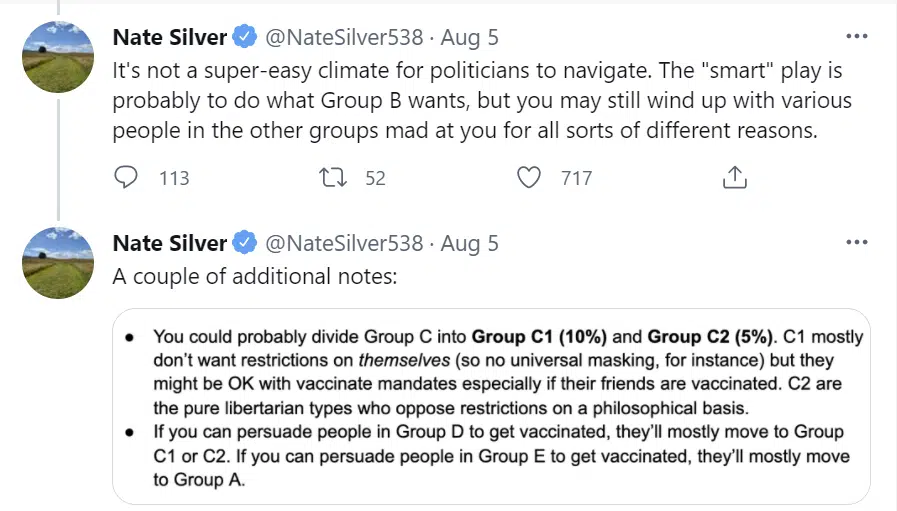 Nate Silver @NateSilver538 · Aug 5
It's not a super-easy climate for politicians to navigate. The "smart" play is
probably to do what Group B wants, but you may still wind up with various
people in the other groups mad at you for all sorts of different reasons.
113 52 717
Nate Silver @NateSilver538 · Aug 5
A couple of additional notes:
● You could probably divide Group C into Group C1 (10%) and Group C2 (5%). C1 mostly
don't want restrictions on themselves (so no universal masking, for instance) but they
might be OK with vaccinate mandates especially if their friends are vaccinated. C2 are
the pure libertarian types who oppose restrictions on a philosophical basis.
● If you can persuade people in Group D to get vaccinated, they'll mostly move to Group
C1 or C2. If you can persuade people in Group E to get vaccinated, they'll mostly move
to Group A.